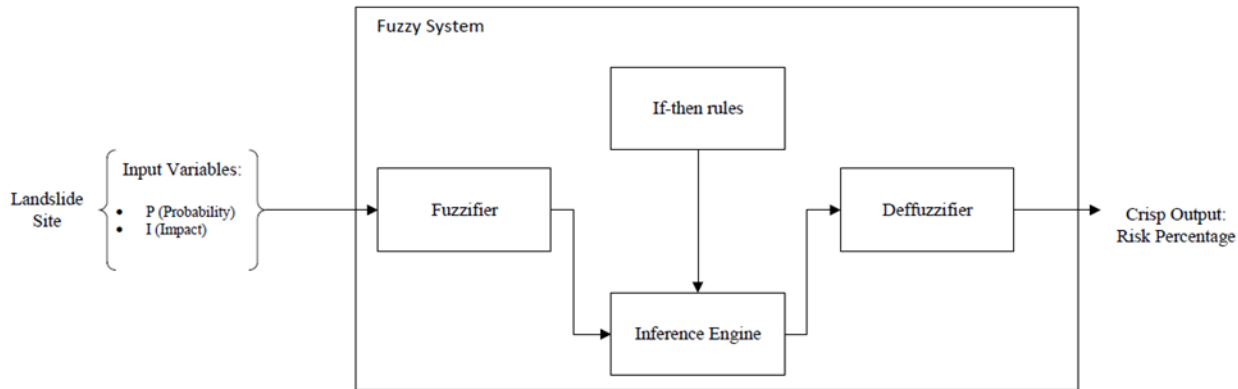 Fuzzy System
If-then rules
Landslide
Site
Input Variables:
• P (Probability)
• I (Impact)
Fuzzifier
Deffuzzifier
Crisp Output:
Risk Percentage
Inference Engine